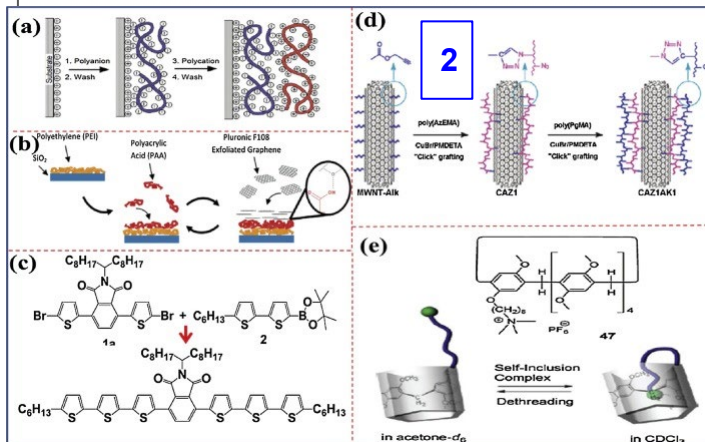 (a)
Substrate
1. Polyanion
2. Wash
3. Polycation
4. Wash
(b)
Polyethylene (PEI)
SiO2
Polyacrylic
Acid (PAA)
Pluronic F108
Exfoliated Graphene
(c)
C8H17 C8H17
O N O
Br S S Br + C6H13 S S B O O
1a 2
C8H17 C8H17
O N O
C6H13 S S S S S S C6H13
(d)
2
N=N
N
poly(AzEMA)
CuBr/PMDETA
"Click" grafting
poly(PgMA)
CuBr/PMDETA
"Click" grafting
MWNT-Alk
CAZ1
CAZ1AK1
(e)
PF6
47
Self-Inclusion
Complex
Dethreading
in acetone-d6
in CDCl3